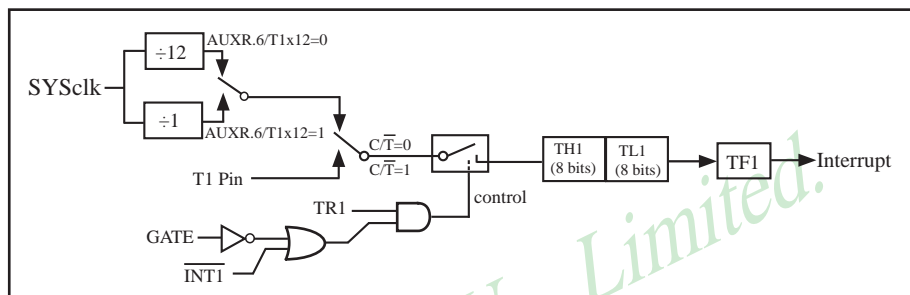 ÷12
AUXR.6/T1x12=0
SYSclk
÷1
AUXR.6/T1x12=1
C/T̅=0
C/T̅=1
TH1
(8 bits)
TL1
(8 bits)
TF1
Interrupt
T1 Pin
control
TR1
GATE
I̅N̅T̅1̅
Limited.